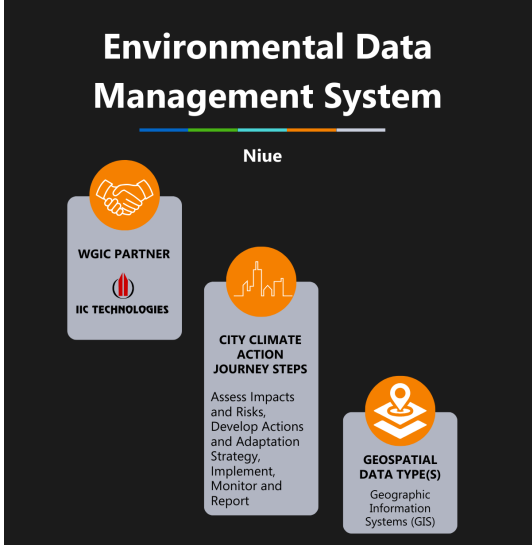 Environmental Data
Management System
Niue
WGIC PARTNER
IIC TECHNOLOGIES
CITY CLIMATE
ACTION
JOURNEY STEPS
Assess Impacts
and Risks,
Develop Actions
and Adaptation
Strategy,
Implement,
Monitor and
Report
GEOSPATIAL
DATA TYPE(S)
Geographic
Information
Systems (GIS)